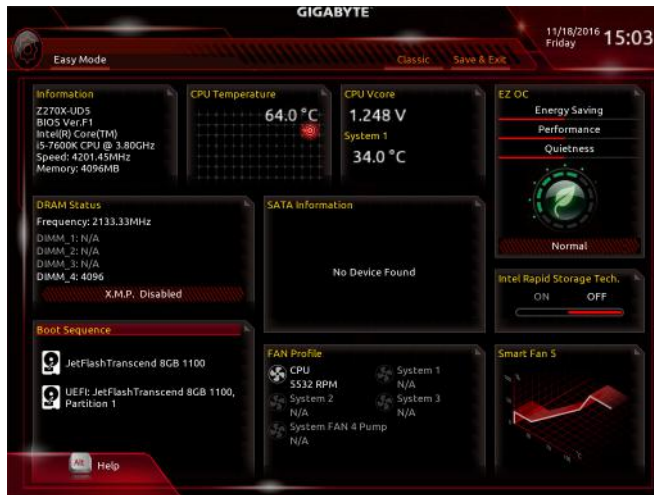 GIGABYTE
11/18/2016
Friday
15:03
Easy Mode
Classic
Save & Exit
Information
Z270X-UD5
BIOS Ver.F1
Intel(R) Core(TM)
i5-7600K CPU @ 3.80GHz
Speed: 4201.45MHz
Memory: 4096MB
CPU Temperature
64.0 °C
CPU Vcore
1.248 V
System 1
34.0 °C
EZ OC
Energy Saving
Performance
Quietness
Normal
DRAM Status
Frequency: 2133.33MHz
DIMM_1: N/A
DIMM_2: N/A
DIMM_3: N/A
DIMM_4: 4096
X.M.P. Disabled
SATA Information
No Device Found
Intel Rapid Storage Tech.
ON OFF
Boot Sequence
JetFlashTranscend 8GB 1100
UEFI: JetFlashTranscend 8GB 1100,
Partition 1
FAN Profile
CPU
5532 RPM
System 1
N/A
System 2
N/A
System 3
N/A
System FAN 4 Pump
N/A
Smart Fan 5
Alt
Help